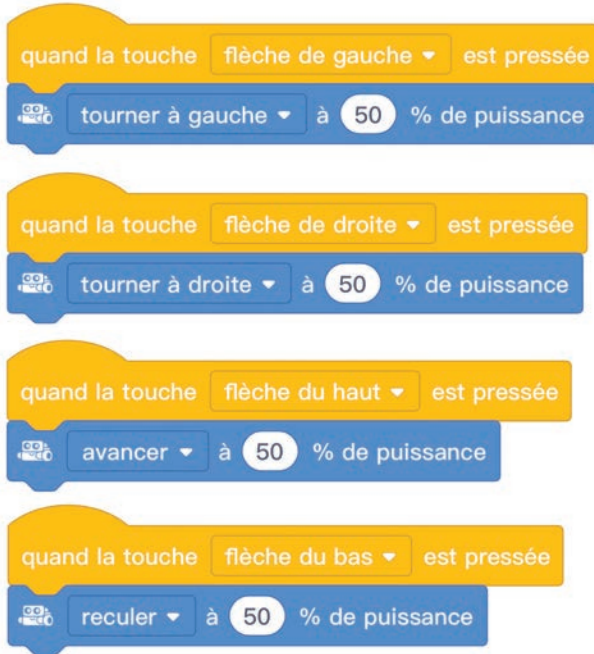 quand la touche flèche de gauche est pressée
tourner à gauche à 50 % de puissance
quand la touche flèche de droite est pressée
tourner à droite à 50 % de puissance
quand la touche flèche du haut est pressée
avancer à 50 % de puissance
quand la touche flèche du bas est pressée
reculer à 50 % de puissance